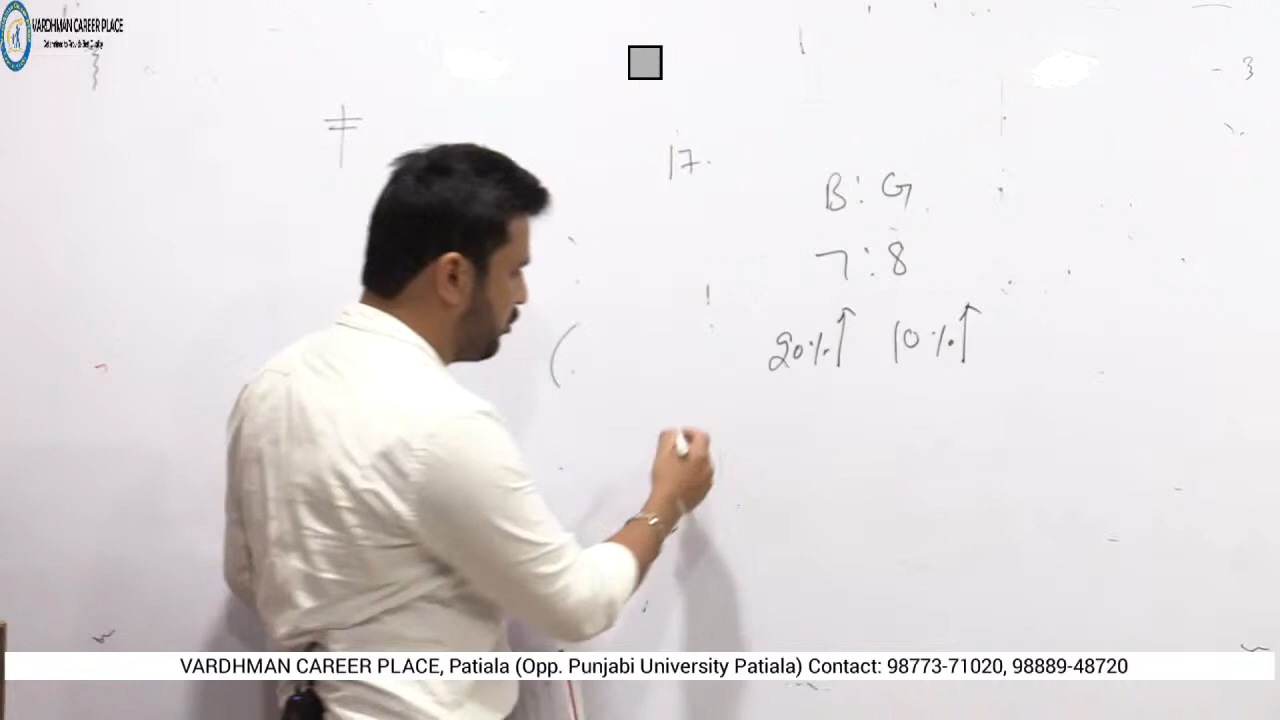 VARDHMAN CAREER PLACE
17.
B : G
7 : 8
20%↑ 10%↑
VARDHMAN CAREER PLACE, Patiala (Opp. Punjabi University Patiala) Contact: 98773-71020, 98889-48720